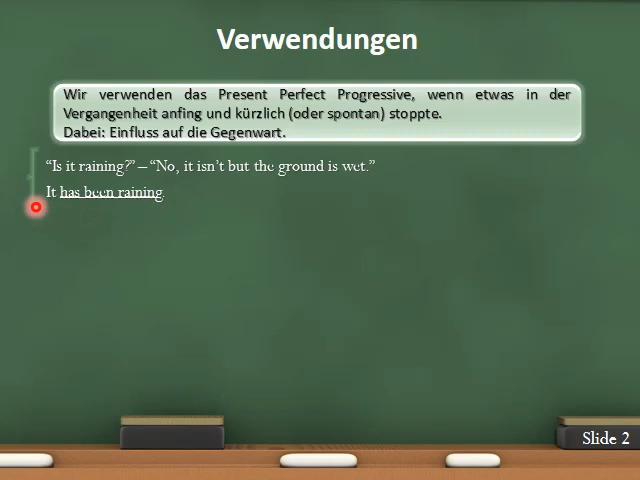 Verwendungen
Wir verwenden das Present Perfect Progressive, wenn etwas in der
Vergangenheit anfing und kürzlich (oder spontan) stoppte.
Dabei: Einfluss auf die Gegenwart.
“Is it raining?” – “No, it isn’t but the ground is wet.”
It has been raining.
Slide 2